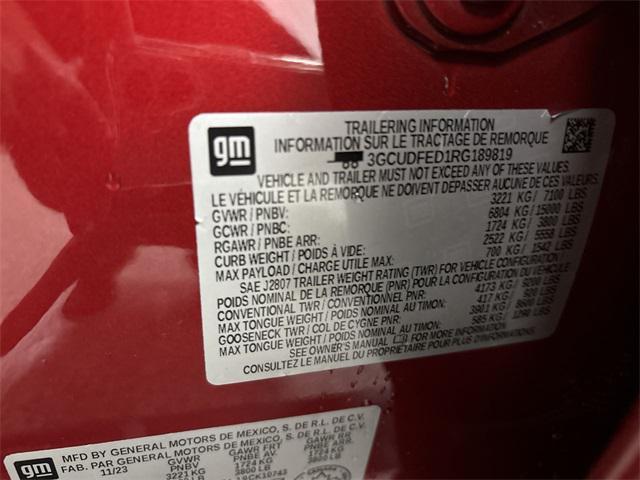 gm
TRAILERING INFORMATION
INFORMATION SUR LE TRACTAGE DE REMORQUE
3GCUDFED1RG189819
VEHICLE AND TRAILER MUST NOT EXCEED ANY OF THESE WEIGHTS/
LE VÉHICULE ET LA REMORQUE NE DOIVENT DÉPASSER AUCUNE DE CES VALEURS
GVWR / PNBV: 3221 KG / 7100 LBS
GCWR / PNBC: 6804 KG / 15000 LBS
RGAWR / PNBE ARR: 1724 KG / 3800 LBS
CURB WEIGHT / POIDS À VIDE: 2522 KG / 5558 LBS
MAX PAYLOAD / CHARGE UTILE MAX: 700 KG / 1542 LBS
SAE J2807 TRAILER WEIGHT RATING (TWR) FOR VEHICLE CONFIGURATION /
POIDS NOMINAL DE LA REMORQUE (PNR) POUR LA CONFIGURATION DU VÉHICULE
CONVENTIONAL TWR / CONVENTIONNEL PNR: 4173 KG / 9200 LBS
MAX TONGUE WEIGHT / POIDS NOMINAL AU TIMON: 417 KG / 920 LBS
GOOSENECK TWR / COL DE CYGNE PNR: 3901 KG / 8600 LBS
MAX TONGUE WEIGHT / POIDS NOMINAL AU TIMON: 585 KG / 1290 LBS
SEE OWNER'S MANUAL FOR MORE INFORMATION
CONSULTEZ LE MANUEL DU PROPRIÉTAIRE POUR PLUS D'INFORMATIONS.
gm
MFD BY GENERAL MOTORS DE MEXICO, S. DE R.L. DE C.V.
FAB. PAR GENERAL MOTORS DE MEXICO, S. DE R.L. DE C.V.
11/23 GVWR GAWR FRT GAWR RR
PNBV PNBE AV. PNBE ARR.
3221 KG 1724 KG 1724 KG
3800 LB 3800 LB